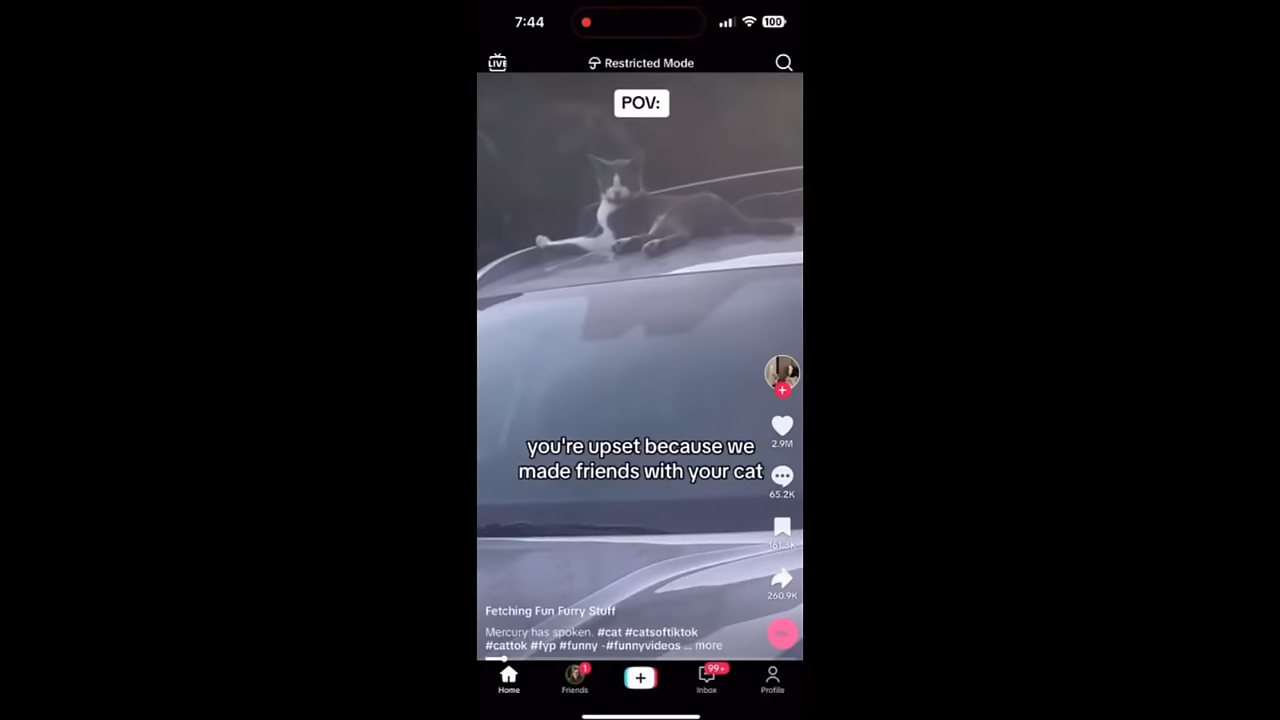 7:44
100
LIVE
Restricted Mode
POV:
you're upset because we
made friends with your cat
2.9M
65.2K
161.3K
260.9K
Fetching Fun Furry Stuff
Mercury has spoken. #cat #catsoftiktok
#cattok #fyp #funny -#funnyvideos ... more
1
99+
Home
Friends
Inbox
Profile